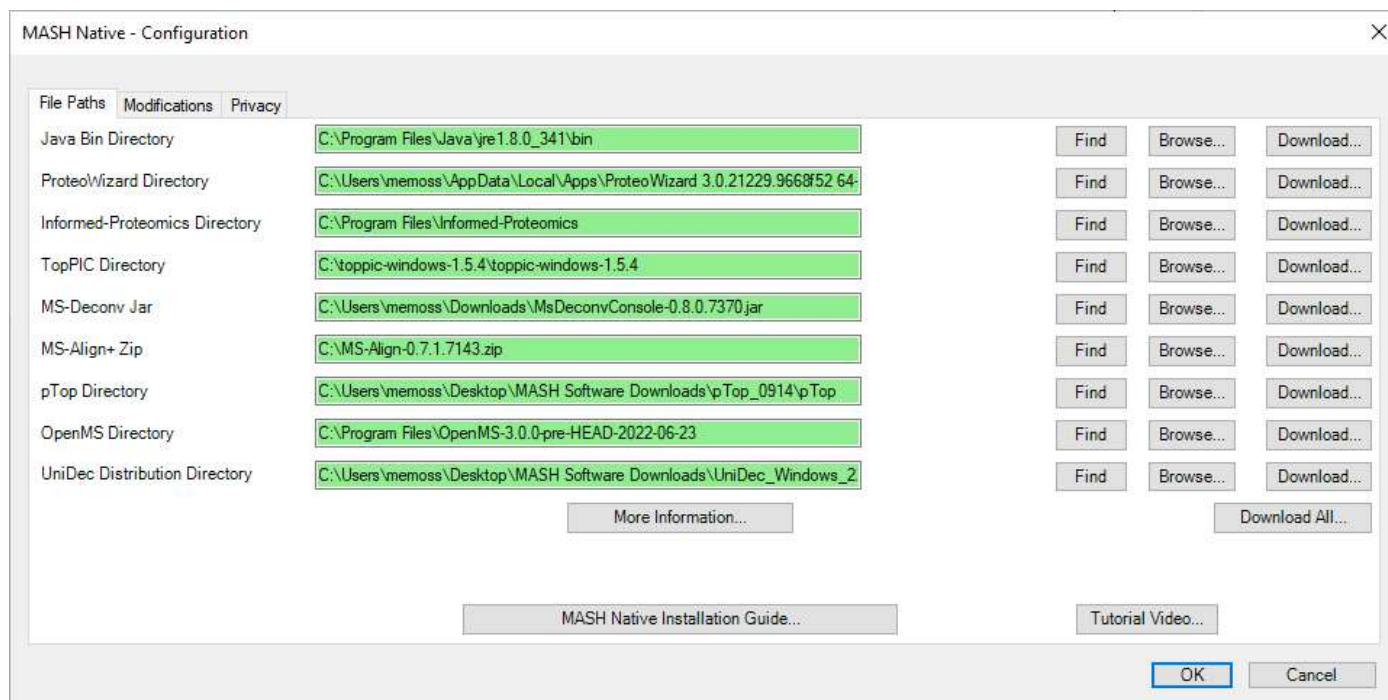 MASH Native - Configuration
File Paths Modifications Privacy
Java Bin Directory C:\Program Files\Java\jre1.8.0_341\bin Find Browse... Download...
ProteoWizard Directory C:\Users\memoss\AppData\Local\Apps\ProteoWizard 3.0.21229.9668f52 64- Find Browse... Download...
Informed-Proteomics Directory C:\Program Files\Informed-Proteomics Find Browse... Download...
TopPIC Directory C:\toppic-windows-1.5.4\toppic-windows-1.5.4 Find Browse... Download...
MS-Deconv Jar C:\Users\memoss\Downloads\MsDeconvConsole-0.8.0.7370.jar Find Browse... Download...
MS-Align+ Zip C:\MS-Align-0.7.1.7143.zip Find Browse... Download...
pTop Directory C:\Users\memoss\Desktop\MASH Software Downloads\pTop_0914\pTop Find Browse... Download...
OpenMS Directory C:\Program Files\OpenMS-3.0.0-pre-HEAD-2022-06-23 Find Browse... Download...
UniDec Distribution Directory C:\Users\memoss\Desktop\MASH Software Downloads\UniDec_Windows_2. Find Browse... Download...
More Information... Download All...
MASH Native Installation Guide... Tutorial Video...
OK Cancel